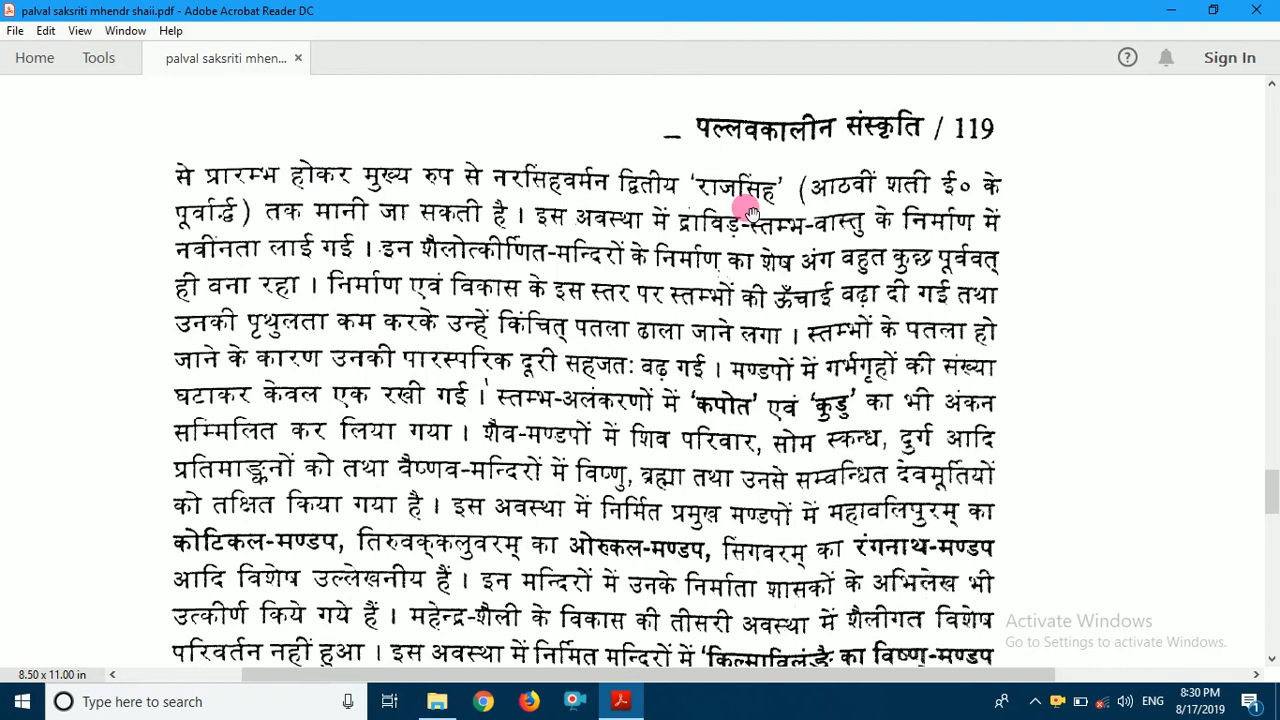 palval saksriti mhendr shaii.pdf - Adobe Acrobat Reader DC
File Edit View Window Help
Home Tools palval saksriti mhen... × Sign In
पल्लवकालीन संस्कृति / 119
से प्रारम्भ होकर मुख्य रुप से नरसिंहवर्मन द्वितीय ‘राजसिंह’ (आठवीं शती ई० के
पूर्वार्द्ध) तक मानी जा सकती है । इस अवस्था में द्राविड़-स्तम्भ-वास्तु के निर्माण में
नवीनता लाई गई । इन शैलोत्कीर्णित-मन्दिरों के निर्माण का शेष अंग वहुत कुछ पूर्ववत्
ही वना रहा । निर्माण एवं विकास के इस स्तर पर स्तम्भों की ऊँचाई वढ़ा दी गई तथा
उनकी पृथुलता कम करके उन्हें किंचित् पतला ढाला जाने लगा । स्तम्भों के पतला हो
जाने के कारण उनकी पारस्परिक दूरी सहजत: वढ़ गई । मण्डपों में गर्भगृहों की संख्या
घटाकर केवल एक रखी गई । स्तम्भ-अलंकरणों में ‘कपोत’ एवं ‘कुडु’ का भी अंकन
सम्मिलित कर लिया गया । शैव-मण्डपों में शिव परिवार, सोम स्कन्ध, दुर्ग आदि
प्रतिमाङ्कनों को तथा वैष्णव-मन्दिरों में विष्णु, व्रह्मा तथा उनसे सम्वन्धित देवमूर्तियों
को तक्षित किया गया है । इस अवस्था में निर्मित प्रमुख मण्डपों में महावलिपुरम् का
कोटिकल-मण्डप, तिरुवक्कलुवरम् का ओरुकल-मण्डप, सिंगवरम् का रंगनाथ-मण्डप
आदि विशेष उल्लेखनीय हैं । इन मन्दिरों में उनके निर्माता शासकों के अभिलेख भी
उत्कीर्ण किये गये हैं । महेन्द्र-शैली के विकास की तीसरी अवस्था में शैलीगत विशेष
परिवर्तन नहीं हुआ । इस अवस्था में निर्मित मन्दिरों में ‘किल्माविलंङ्गै का विष्णु-मण्डप
Activate Windows
Go to Settings to activate Windows.
8.50 x 11.00 in
Type here to search ENG 8:30 PM
8/17/2019